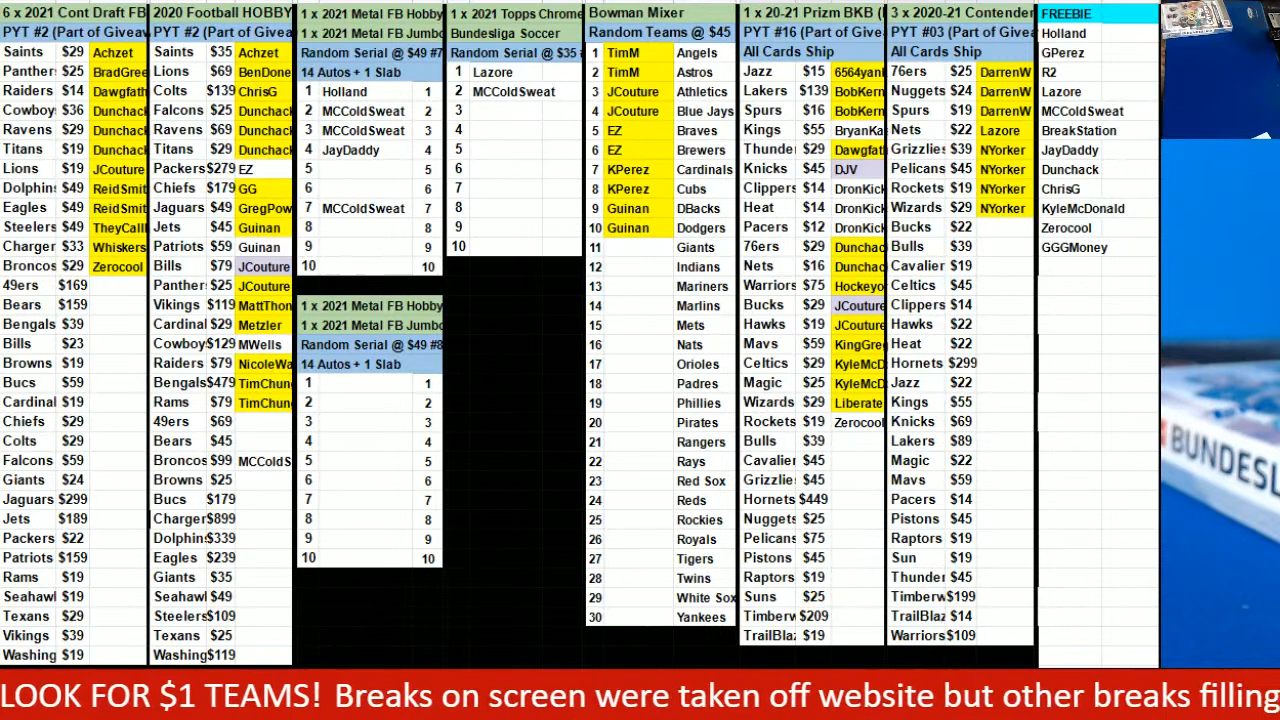 6 x 2021 Cont Draft FB
PYT #2 (Part of Giveav
Saints $29 Achzet
Panthers $25 BradGree
Raiders $14 Dawgfath
Cowboy $36 Dunchack
Ravens $29 Dunchack
Titans $19 Dunchack
Lions $19 JCouture
Dolphin $49 ReidSmit
Eagles $49 ReidSmit
Steelers $49 TheyCalll
Charger $33 Whiskers
Broncos $29 Zerocool
49ers $169
Bears $159
Bengals $39
Bills $23
Browns $19
Bucs $59
Cardinal $19
Chiefs $29
Colts $29
Falcons $59
Giants $24
Jaguars $299
Jets $189
Packers $22
Patriots $159
Rams $19
Seahawl $19
Texans $29
Vikings $39
Washing $19
2020 Football HOBBY
PYT #2 (Part of Givea
Saints $35 Achzet
Lions $69 BenDone
Colts $139 ChrisG
Falcons $25 Dunchack
Ravens $69 Dunchack
Titans $29 Dunchack
Packers $279 EZ
Chiefs $179 GG
Jaguars $49 GregPow
Jets $45 Guinan
Patriots $59 Guinan
Bills $79 JCouture
Panther $25 JCouture
Vikings $119 MattThon
Cardinal $29 Metzler
Cowboy $129 MWells
Raiders $79 NicoleWa
Bengals $479 TimChung
Rams $79 TimChung
49ers $69
Bears $45
Broncos $99 MCColdS
Browns $25
Bucs $179
Charger $899
Dolphin $339
Eagles $239
Giants $35
Seahawl $49
Steelers $109
Texans $25
Washing $119
1 x 2021 Metal FB Hobby
1 x 2021 Metal FB Jumbo
Random Serial @ $49 #7
14 Autos + 1 Slab
1 Holland 1
2 MCColdSweat 2
3 MCColdSweat 3
4 JayDaddy 4
5 5
6 6
7 MCColdSweat 7
8 8
9 9
10 10
1 x 2021 Metal FB Hobby
1 x 2021 Metal FB Jumbo
Random Serial @ $49 #8
14 Autos + 1 Slab
1 1
2 2
3 3
4 4
5 5
6 6
7 7
8 8
9 9
10 10
1 x 2021 Topps Chrome
Bundesliga Soccer
Random Serial @ $35 #
1 Lazore
2 MCColdSweat
3
4
5
6
7
8
9
10
Bowman Mixer
Random Teams @ $45
1 TimM Angels
2 TimM Astros
3 JCouture Athletics
4 JCouture Blue Jays
5 EZ Braves
6 EZ Brewers
7 KPerez Cardinals
8 KPerez Cubs
9 Guinan DBacks
10 Guinan Dodgers
11 Giants
12 Indians
13 Mariners
14 Marlins
15 Mets
16 Nats
17 Orioles
18 Padres
19 Phillies
20 Pirates
21 Rangers
22 Rays
23 Red Sox
24 Reds
25 Rockies
26 Royals
27 Tigers
28 Twins
29 White Sox
30 Yankees
1 x 20-21 Prizm BKB (
PYT #16 (Part of Givea
All Cards Ship
Jazz $15 6564yank
Lakers $139 BobKern
Spurs $16 BobKern
Kings $55 BryanKa
Thunder $29 Dawgfath
Knicks $45 DJV
Clippers $14 DronKick
Heat $14 DronKick
Pacers $12 DronKick
76ers $29 Dunchac
Nets $16 Dunchac
Warriors $75 Hockeyo
Bucks $29 JCouture
Hawks $19 JCouture
Mavs $59 KingGre
Celtics $29 KyleMcD
Magic $25 KyleMcD
Wizards $29 Liberate
Rockets $19 Zerocool
Bulls $39
Cavalier $45
Grizzlies $45
Hornets $449
Nuggets $25
Pelicans $75
Pistons $45
Raptors $19
Suns $25
Timberw $209
TrailBlaz $19
3 x 2020-21 Contender
PYT #03 (Part of Givea
All Cards Ship
76ers $25 DarrenW
Nuggets $24 DarrenW
Spurs $19 DarrenW
Nets $22 Lazore
Grizzlies $39 NYorker
Pelicans $45 NYorker
Rockets $19 NYorker
Wizards $29 NYorker
Bucks $22
Bulls $39
Cavalier $19
Celtics $45
Clippers $14
Hawks $22
Heat $22
Hornets $299
Jazz $22
Kings $55
Knicks $69
Lakers $89
Magic $22
Mavs $59
Pacers $14
Pistons $45
Raptors $19
Sun $19
Thunder $45
Timberw $199
TrailBlaz $14
Warriors $109
FREEBIE
Holland
GPerez
R2
Lazore
MCColdSweat
BreakStation
JayDaddy
Dunchack
ChrisG
KyleMcDonald
Zerocool
GGGMoney
BUNDESL
LOOK FOR $1 TEAMS! Breaks on screen were taken off website but other breaks filling